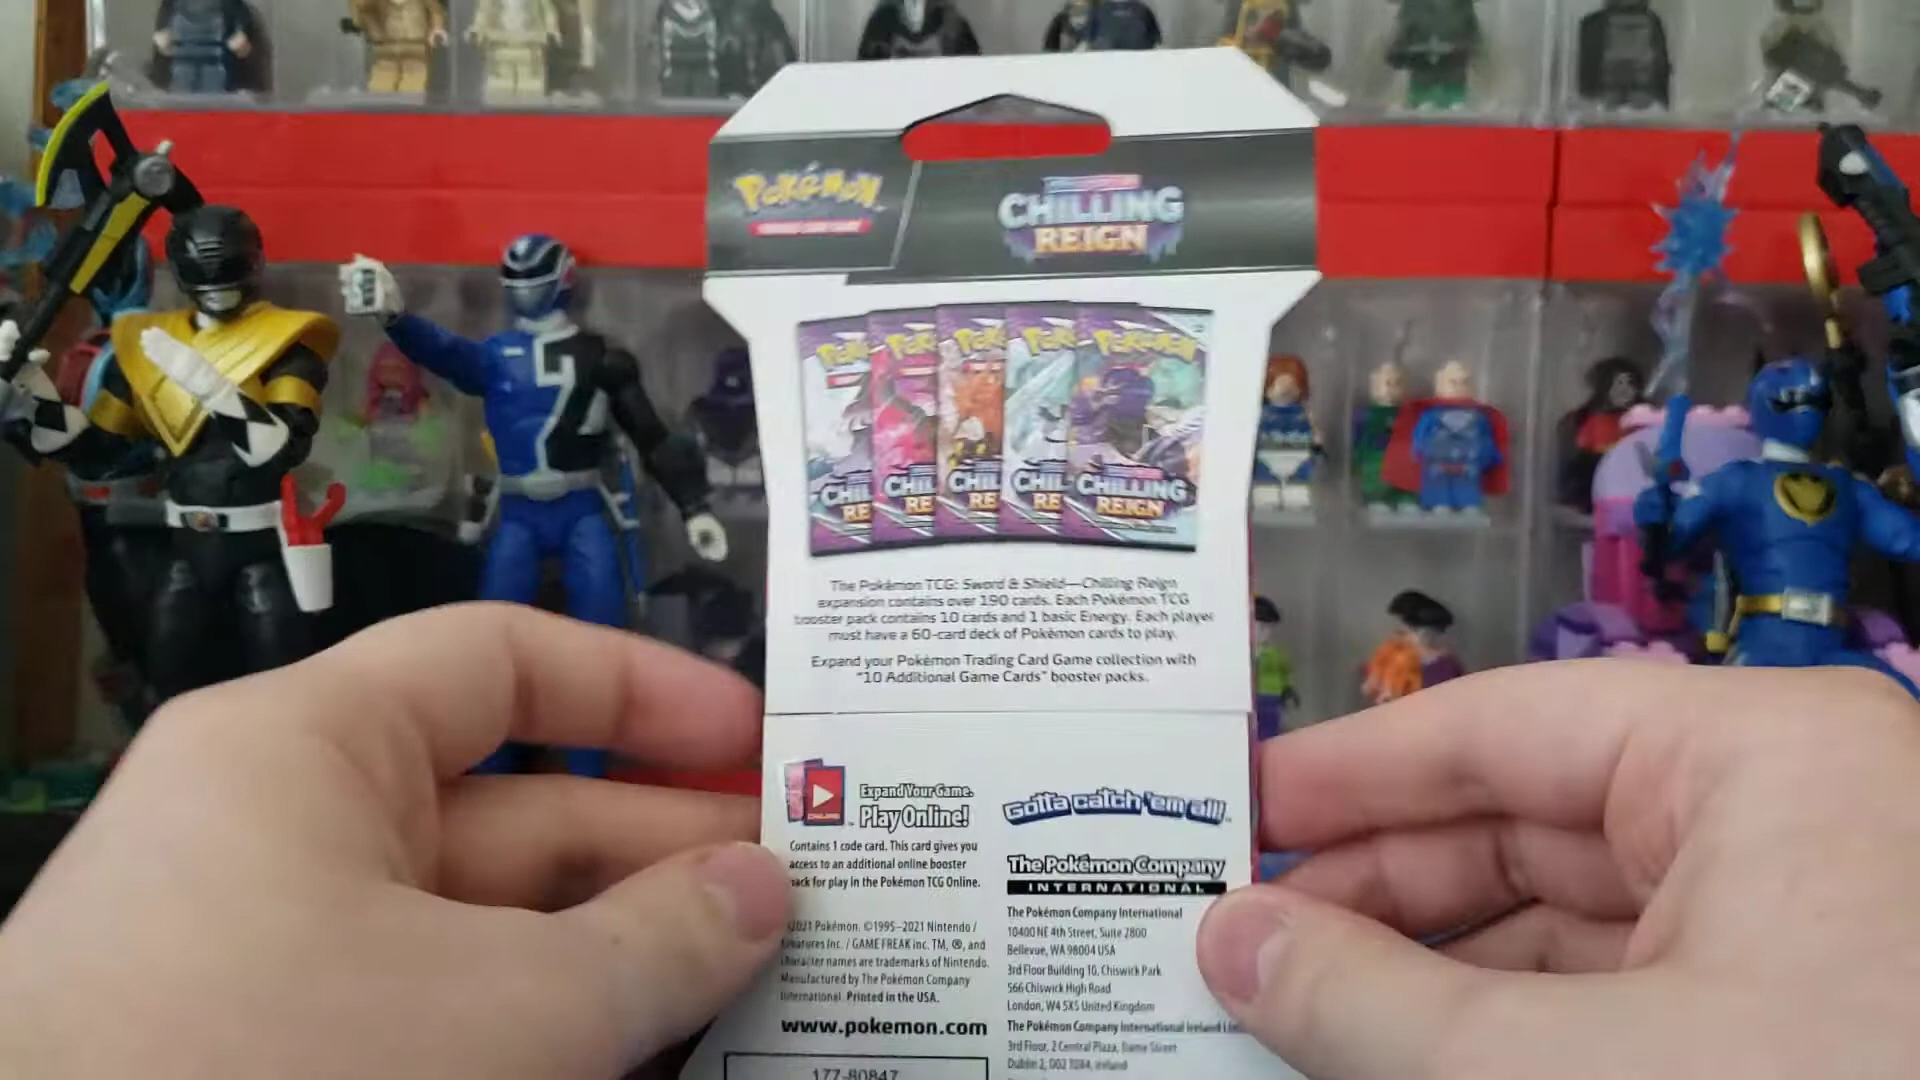 Pokémon
CHILLING
REIGN
Pokémon
CHILLING
REIGN
The Pokémon TCG: Sword & Shield—Chilling Reign
expansion contains over 190 cards. Each Pokémon TCG
booster pack contains 10 cards and 1 basic Energy. Each player
must have a 60-card deck of Pokémon cards to play.
Expand your Pokémon Trading Card Game collection with
"10 Additional Game Cards" booster packs.
Expand Your Game.
Play Online!
Contains 1 code card. This card gives you
access to an additional online booster
pack for play in the Pokémon TCG Online.
©2021 Pokémon. ©1995–2021 Nintendo /
Creatures Inc. / GAME FREAK inc. TM, ®, and
character names are trademarks of Nintendo.
Manufactured by The Pokémon Company
International. Printed in the USA.
www.pokemon.com
177-80847
Gotta catch 'em all!
The Pokémon Company
INTERNATIONAL
The Pokémon Company International
10400 NE 4th Street, Suite 2800
Bellevue, WA 98004 USA
3rd Floor Building 10, Chiswick Park
566 Chiswick High Road
London, W4 5XS United Kingdom
The Pokémon Company International Ireland
3rd Floor, 2 Central Plaza, Dame Street
Dublin 2, D02 T0X4, Ireland